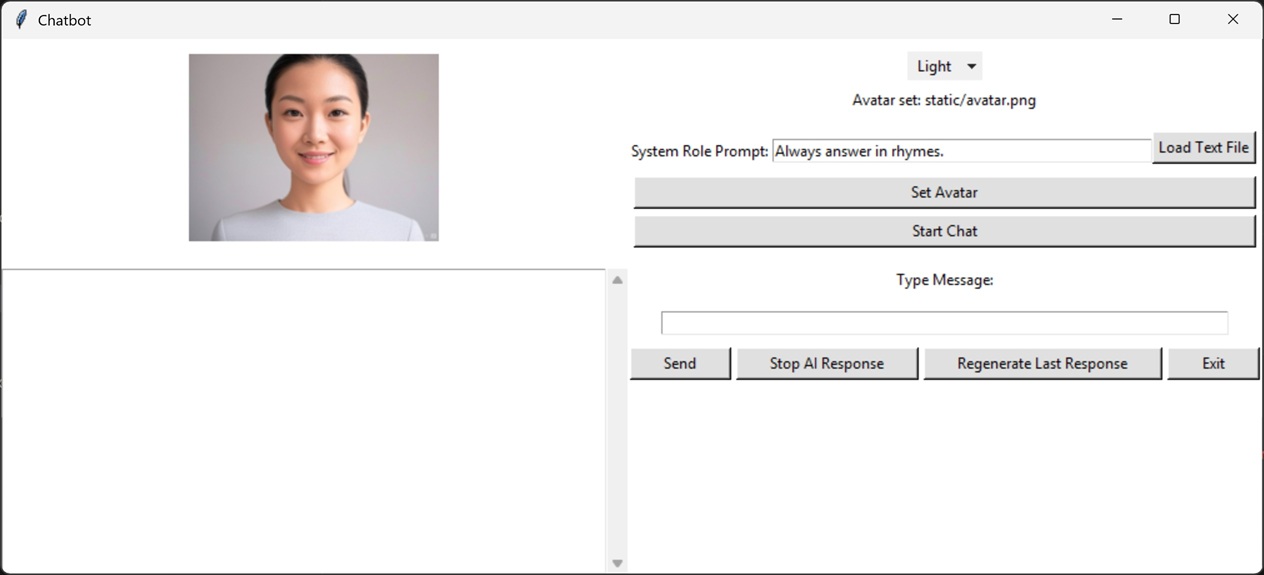 Chatbot
Light
Avatar set: static/avatar.png
System Role Prompt: Always answer in rhymes. Load Text File
Set Avatar
Start Chat
Type Message:
Send Stop AI Response Regenerate Last Response Exit